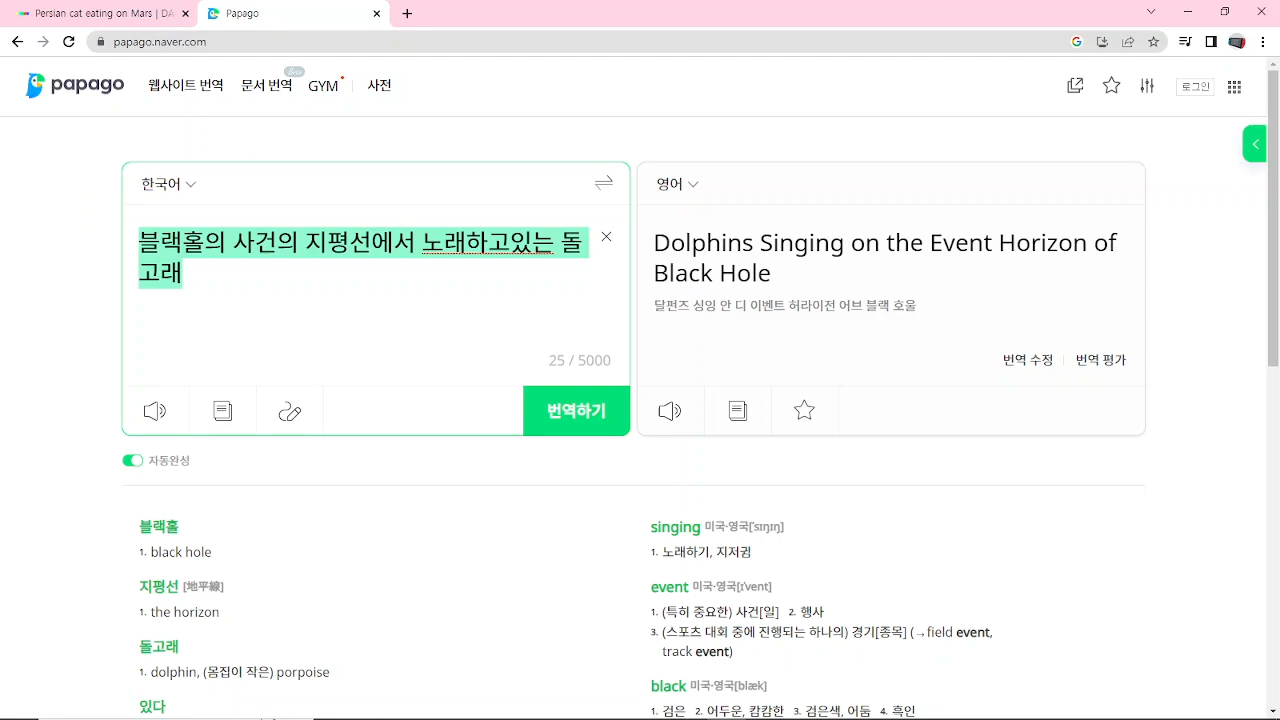 Persian cat eating on Mars | DA
Papago
papago.naver.com
papago
웹사이트 번역
문서 번역
Beta
GYM
사전
로그인
한국어
영어
블랙홀의 사건의 지평선에서 노래하고있는 돌
고래
Dolphins Singing on the Event Horizon of
Black Hole
달펀즈 싱잉 안 디 이벤트 허라이전 어브 블랙 호울
25 / 5000
번역 수정
번역 평가
번역하기
자동완성
블랙홀
1. black hole
지평선 [地平線]
1. the horizon
돌고래
1. dolphin, (몸집이 작은) porpoise
있다
singing 미국·영국['sɪŋɪŋ]
1. 노래하기, 지저귐
event 미국·영국[ɪ'vent]
1. (특히 중요한) 사건[일] 2. 행사
3. (스포츠 대회 중에 진행되는 하나의) 경기[종목] (→field event,
track event)
black 미국·영국[blæk]
1. 검은 2. 어두운, 캄캄한 3. 검은색, 어둠 4. 흑인